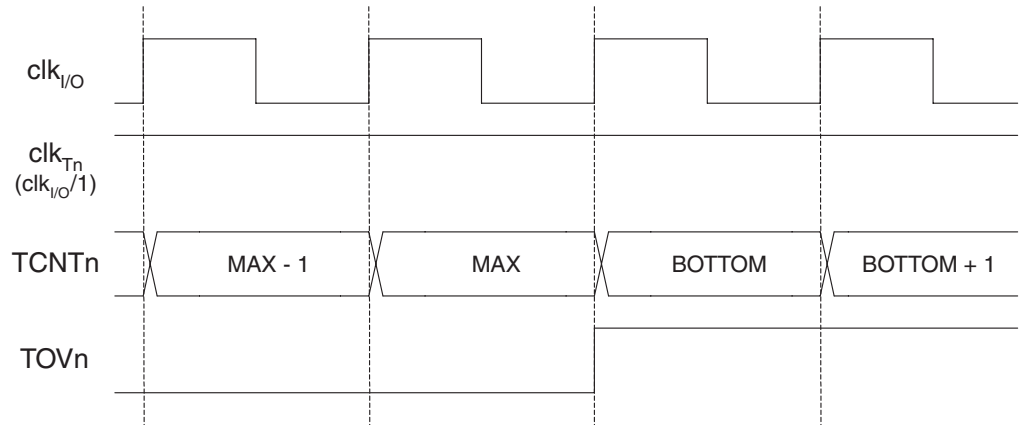 clkI/O
clkTn
(clkI/O/1)
TCNTn
MAX - 1
MAX
BOTTOM
BOTTOM + 1
TOVn